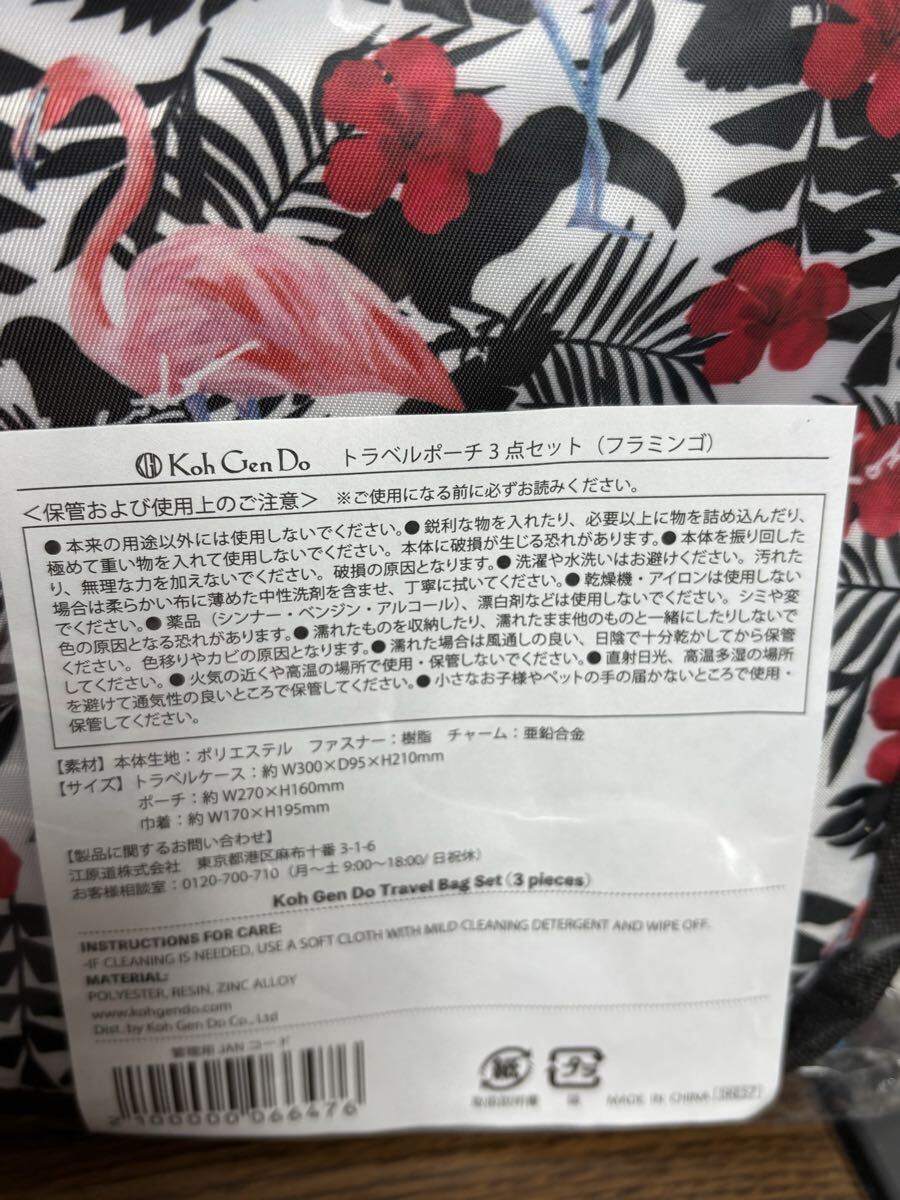 Koh Gen Do トラベルポーチ3点セット（フラミンゴ）
＜保管および使用上のご注意＞ ※ご使用になる前に必ずお読みください。
●本来の用途以外には使用しないでください。●鋭利な物を入れたり、必要以上に物を詰め込んだり、
極めて重い物を入れて使用しないでください。本体に破損が生じる恐れがあります。●本体を振り回した
り、無理な力を加えないでください。破損の原因となります。●洗濯や水洗いはお避けください。汚れた
場合は柔らかい布に薄めた中性洗剤を含ませ、丁寧に拭いてください。●乾燥機・アイロンは使用しない
でください。●薬品（シンナー・ベンジン・アルコール）、漂白剤などは使用しないでください。シミや変
色の原因となる恐れがあります。●濡れたものを収納したり、濡れたまま他のものと一緒にしたりしないで
ください。色移りやカビの原因となります。●濡れた場合は風通しの良い、日陰で十分乾かしてから保管
してください。●火気の近くや高温の場所で使用・保管しないでください。●直射日光、高温多湿の場所
を避けて通気性の良いところで保管してください。●小さなお子様やペットの手の届かないところで使用・
保管してください。
【素材】本体生地：ポリエステル ファスナー：樹脂 チャーム：亜鉛合金
【サイズ】トラベルケース：約 W300×D95×H210mm
ポーチ：約 W270×H160mm
巾着：約 W170×H195mm
【製品に関するお問い合わせ】
江原道株式会社 東京都港区麻布十番 3-1-6
お客様相談室：0120-700-710（月〜土 9:00〜18:00/ 日祝休）
Koh Gen Do Travel Bag Set (3 pieces)
INSTRUCTIONS FOR CARE:
-IF CLEANING IS NEEDED, USE A SOFT CLOTH WITH MILD CLEANING DETERGENT AND WIPE OFF.
MATERIAL:
POLYESTER, RESIN, ZINC ALLOY
www.kohgendo.com
Dist. by Koh Gen Do Co., Ltd
管理用 JAN コード
2100000066476
紙 プラ
取扱説明書 袋 MADE IN CHINA